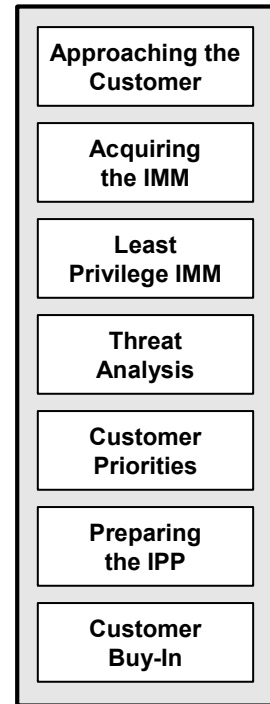 Approaching the
Customer
Acquiring
the IMM
Least
Privilege IMM
Threat
Analysis
Customer
Priorities
Preparing
the IPP
Customer
Buy-In